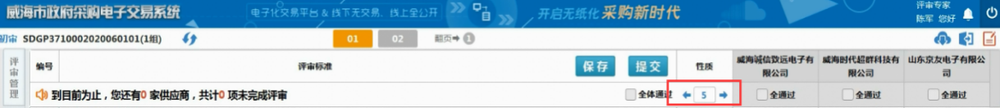 威海市政府采购电子交易系统
电子化交易平台 & 线下无交易、线上全公开
开启无纸化 采购新时代
评审专家
陈军 您好
初审 SDGP3710002020060101(1组)
01
02
翻页➡ 1
评审管理
编号
评审标准
保存
提交
性质
威海诚信致远电子有限公司
威海时代超群科技有限公司
山东京友电子有限公司
到目前为止，您还有0 家供应商，共计0 项未完成评审
全体通过
5
全通过
全通过
全通过